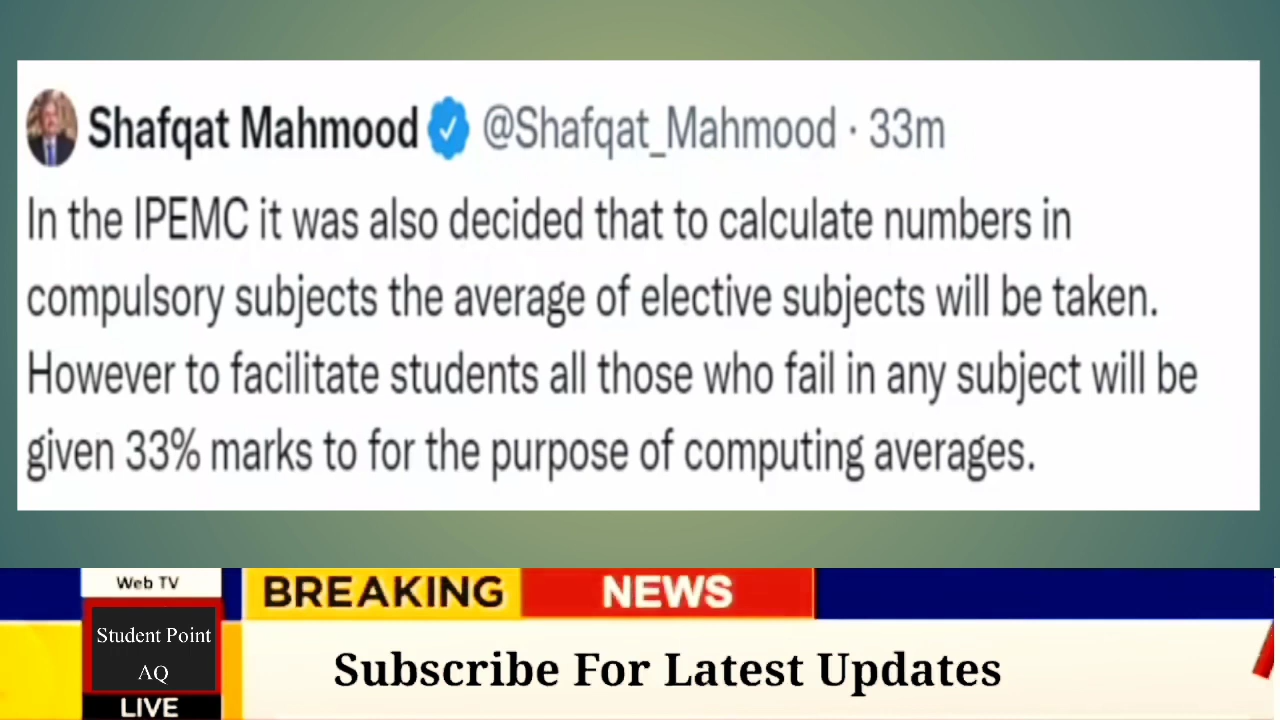 Shafqat Mahmood @Shafqat_Mahmood · 33m
In the IPEMC it was also decided that to calculate numbers in
compulsory subjects the average of elective subjects will be taken.
However to facilitate students all those who fail in any subject will be
given 33% marks to for the purpose of computing averages.
Web TV
BREAKING NEWS
Student Point
AQ
Subscribe For Latest Updates
LIVE